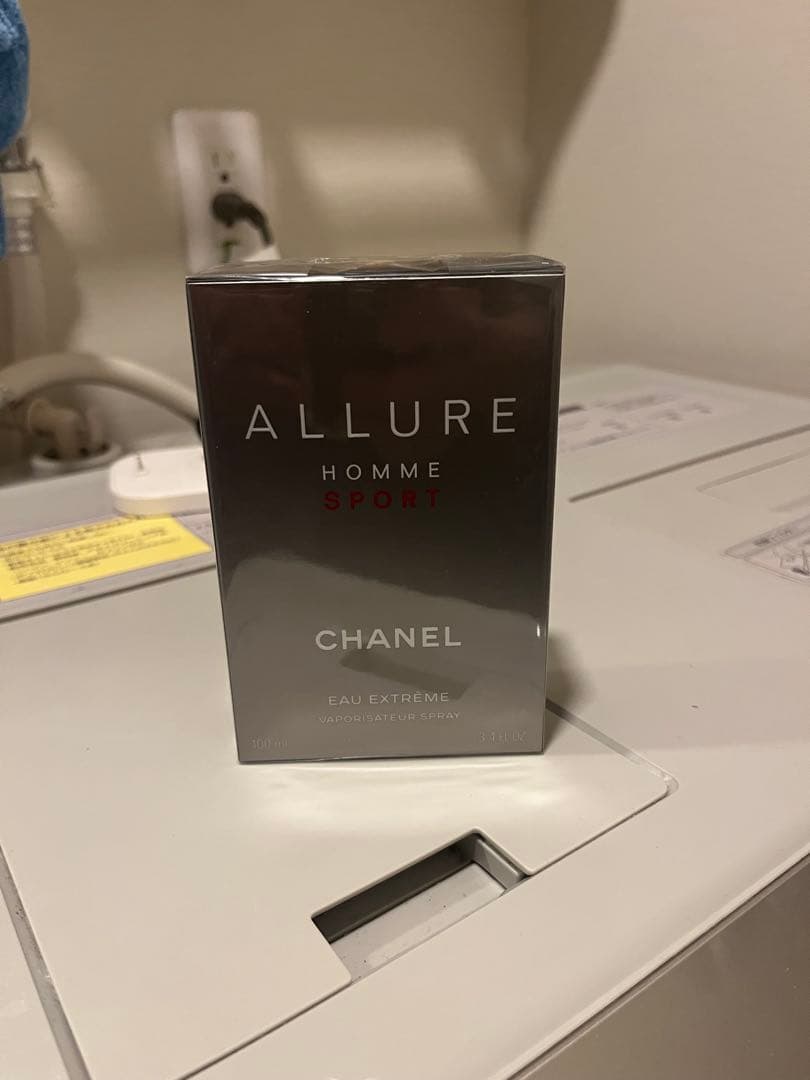 ALLURE
HOMME
SPORT
CHANEL
EAU EXTRÊME
VAPORISATEUR SPRAY
100 ml
3.4 fl. oz.